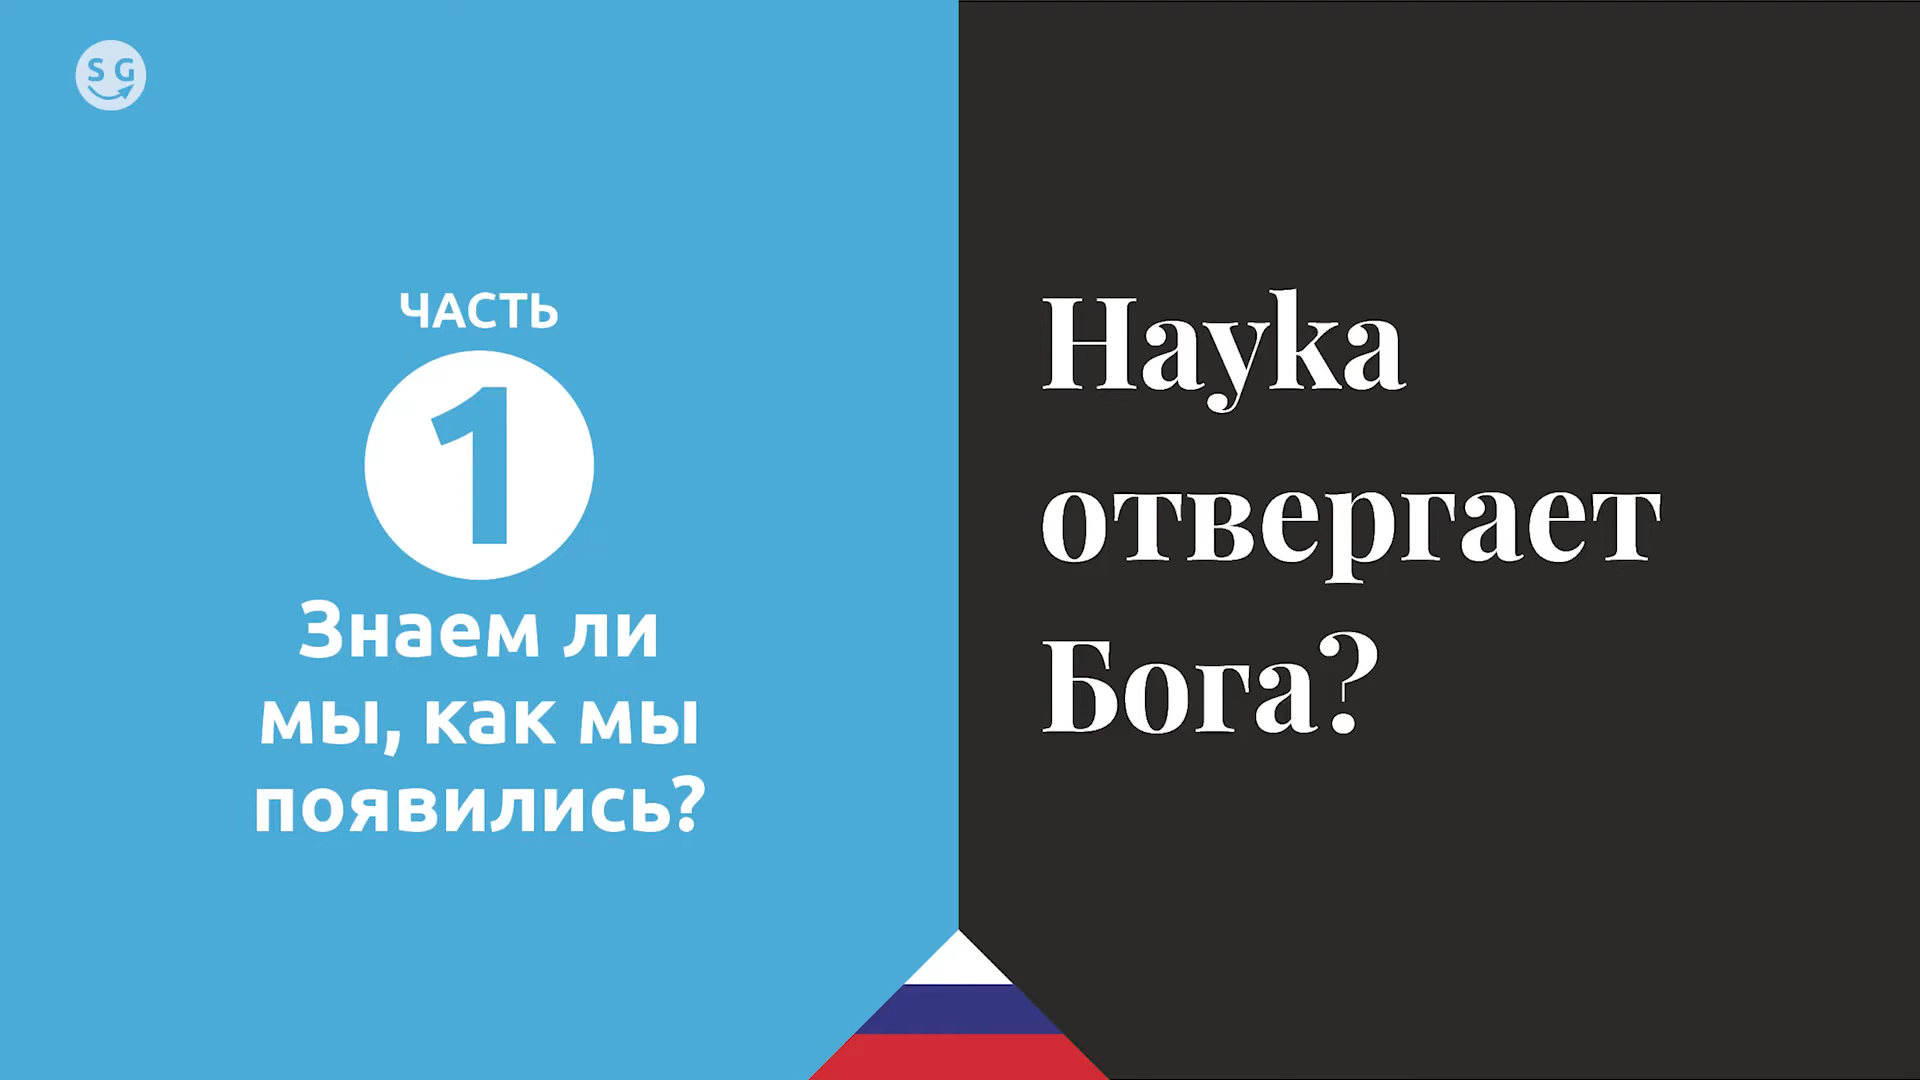 S G
ЧАСТЬ
1
Знаем ли
мы, как мы
появились?
Наука
отвергает
Бога?